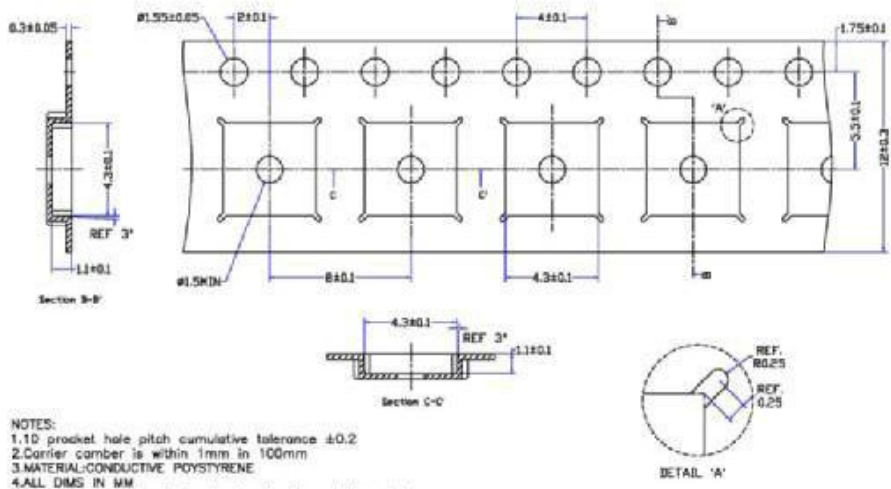 0.3±0.05
Ø1.55±0.05
2±0.1
4±0.1
B
1.75±0.1
'A'
5.5±0.1
12±0.3
4.3±0.1
REF 3°
1.1±0.1
Section B-B'
C
C'
Ø1.5MIN
8±0.1
4.3±0.1
B
4.3±0.1
REF 3°
1.1±0.1
Section C-C'
REF.
R0.25
REF.
0.25
DETAIL 'A'
NOTES:
1.10 procket hole pitch cumulative tolerance ±0.2
2.Carrier camber is within 1mm in 100mm
3.MATERIAL:CONDUCTIVE POYSTYRENE
4.ALL DIMS IN MM